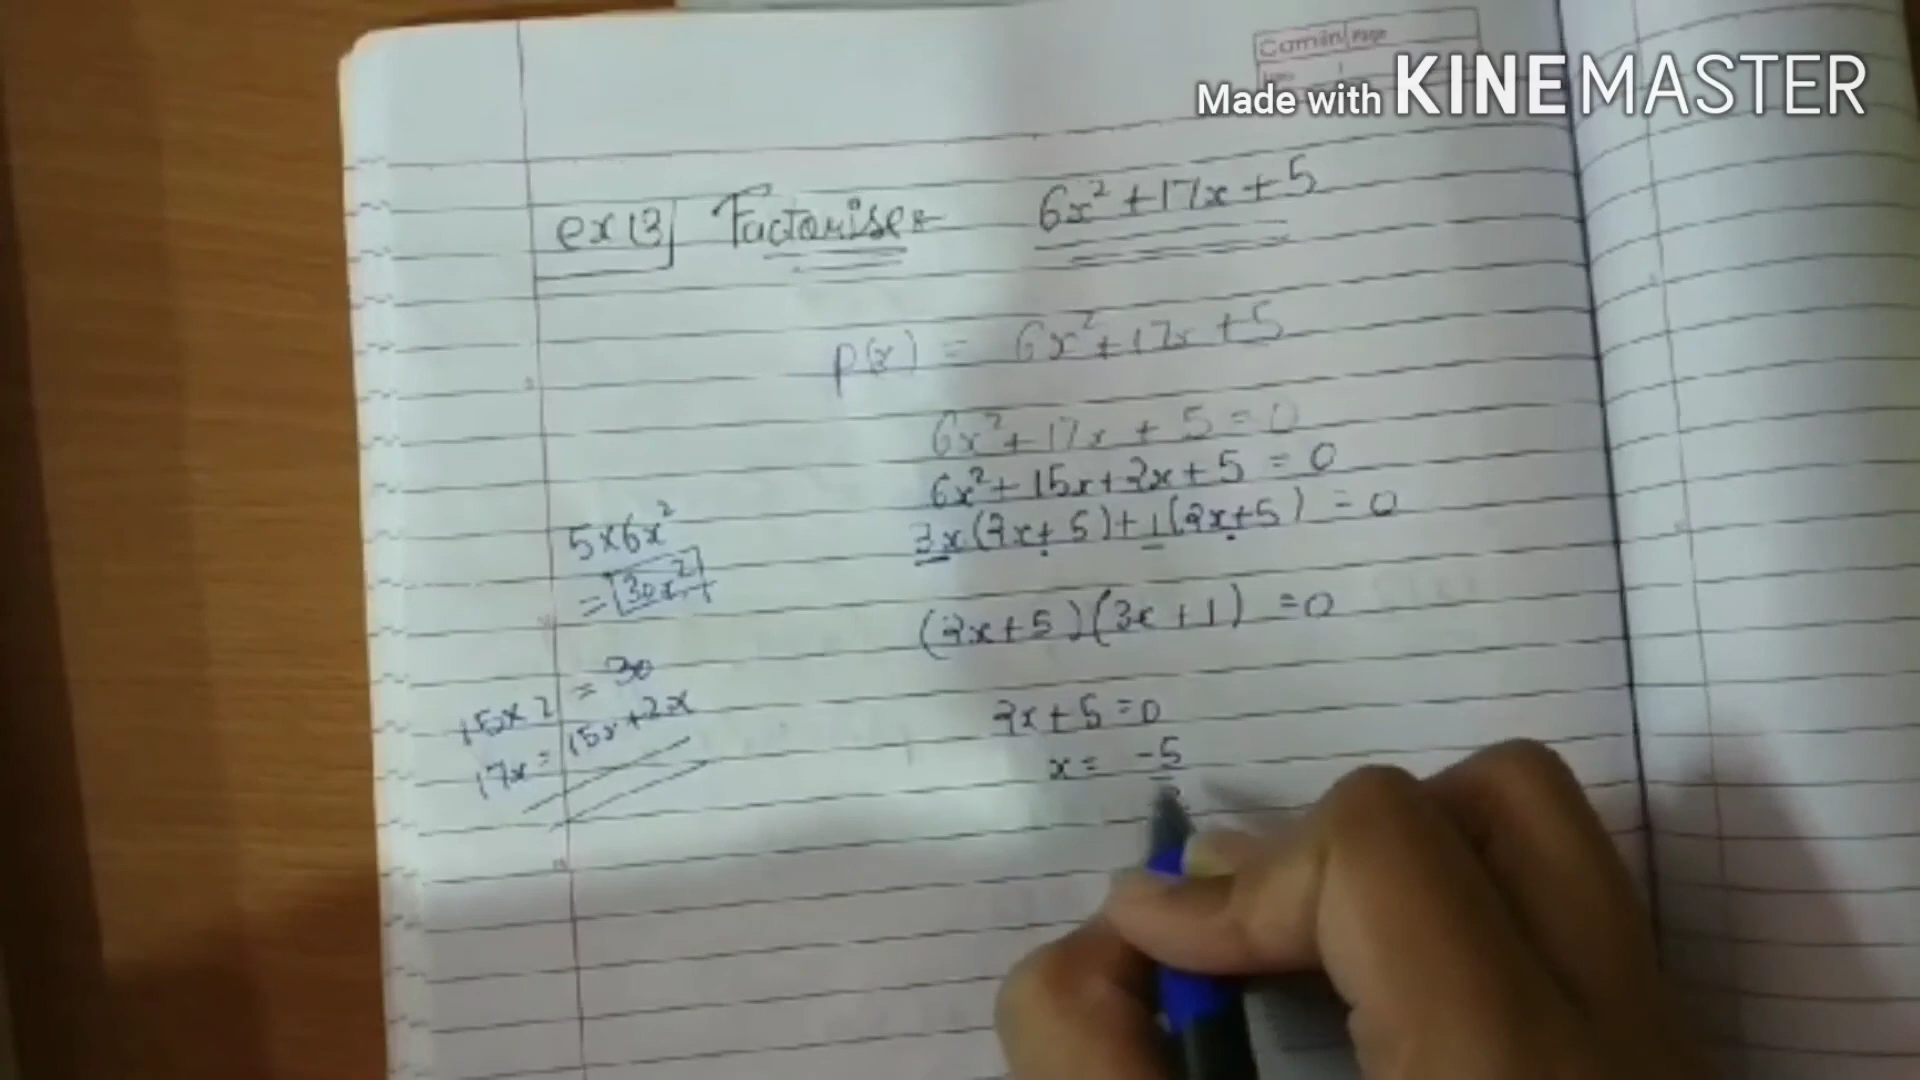 Camlin Page
Made with KINEMASTER
ex 13 Factorise:- 6x² + 17x + 5
p(x) = 6x² + 17x + 5
6x² + 17x + 5 = 0
6x² + 15x + 2x + 5 = 0
3x(2x + 5) + 1(2x + 5) = 0
(2x + 5)(3x + 1) = 0
2x + 5 = 0
x = -5
5 × 6x²
= 30x²
15 × 2 = 30
17x = 15x + 2x